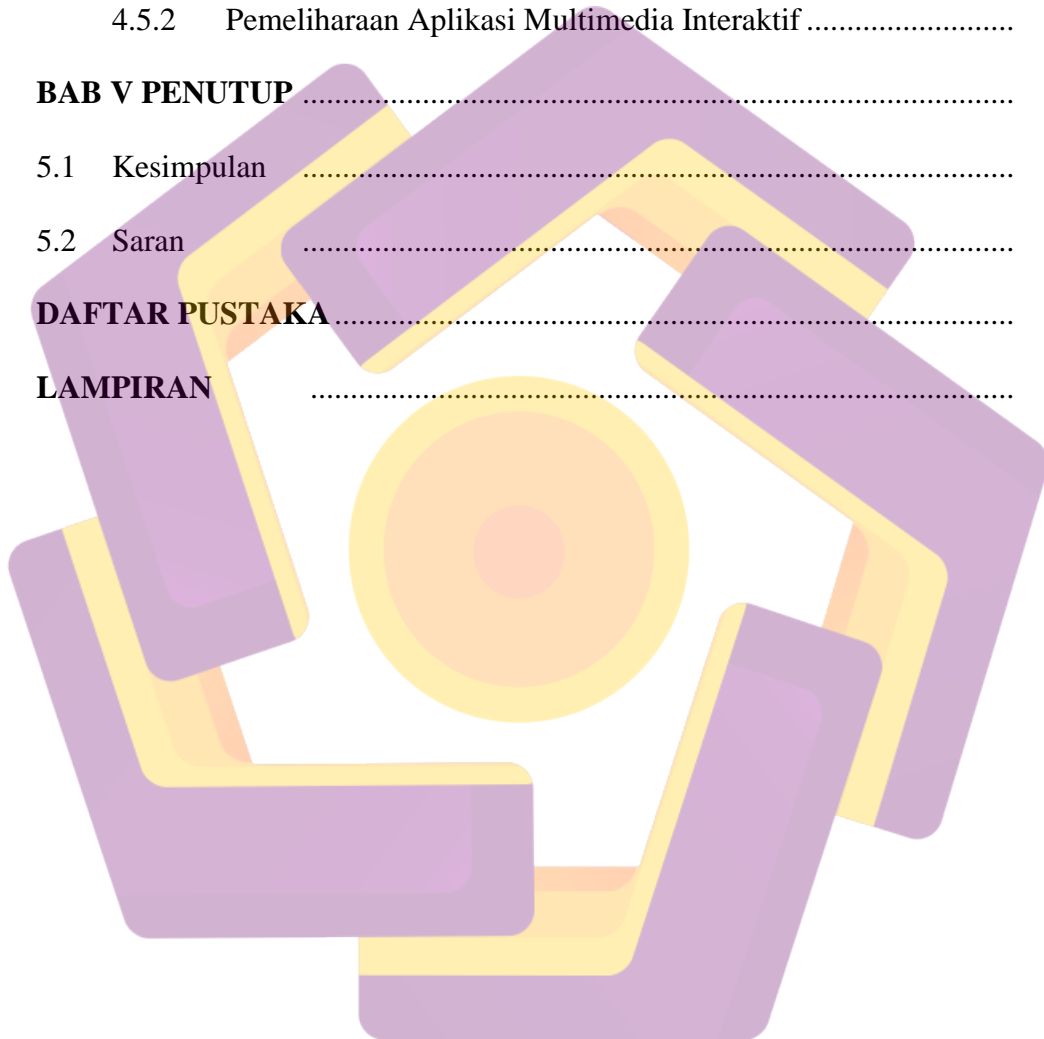 4.5.2 Pemeliharaan Aplikasi Multimedia Interaktif ..........................
BAB V PENUTUP ..........................................................................................
5.1 Kesimpulan ..........................................................................................
5.2 Saran ..........................................................................................
DAFTAR PUSTAKA ......................................................................................
LAMPIRAN .........................................................................................